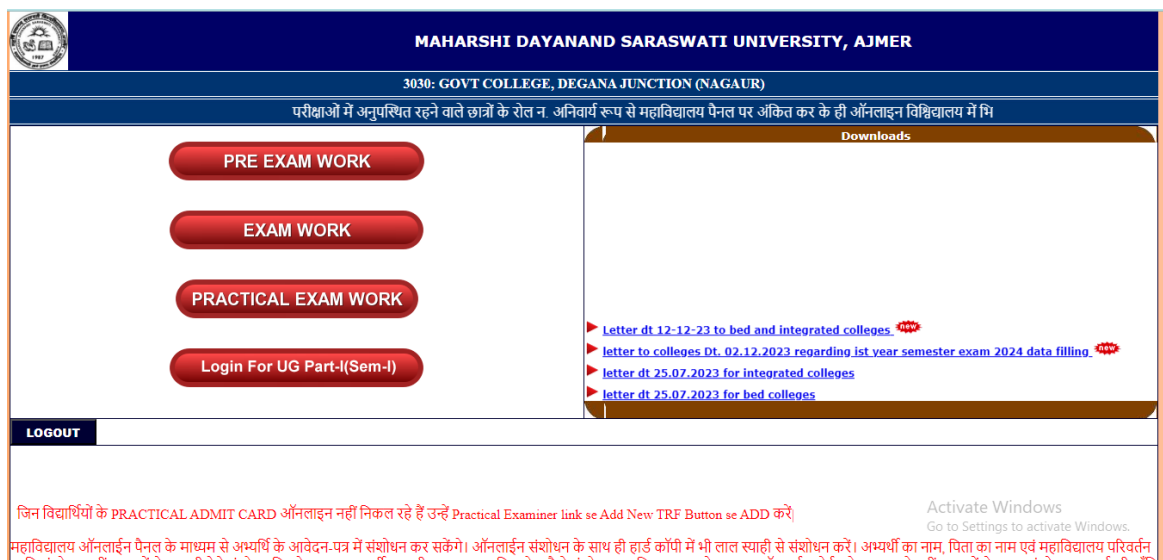 MAHARSHI DAYANAND SARASWATI UNIVERSITY, AJMER
3030: GOVT COLLEGE, DEGANA JUNCTION (NAGAUR)
परीक्षाओं में अनुपस्थित रहने वाले छात्रों के रोल न. अनिवार्य रूप से महाविद्यालय पैनल पर अंकित कर के ही ऑनलाइन विश्विद्यालय में भि
Downloads
PRE EXAM WORK
EXAM WORK
PRACTICAL EXAM WORK
Login For UG Part-I(Sem-I)
Letter dt 12-12-23 to bed and integrated colleges new
letter to colleges Dt. 02.12.2023 regarding ist year semester exam 2024 data filling new
letter dt 25.07.2023 for integrated colleges
letter dt 25.07.2023 for bed colleges
LOGOUT
जिन विद्यार्थियों के PRACTICAL ADMIT CARD ऑनलाइन नहीं निकल रहे हैं उन्हें Practical Examiner link se Add New TRF Button se ADD करें|
Activate Windows
Go to Settings to activate Windows.
महाविद्यालय ऑनलाईन पैनल के माध्यम से अभ्यर्थि के आवेदन-पत्र में संशोधन कर सकेंगे। ऑनलाईन संशोधन के साथ ही हार्ड कॉपी में भी लाल स्याही से संशोधन करें। अभ्यर्थी का नाम, पिता का नाम एवं महाविद्यालय परिवर्तन